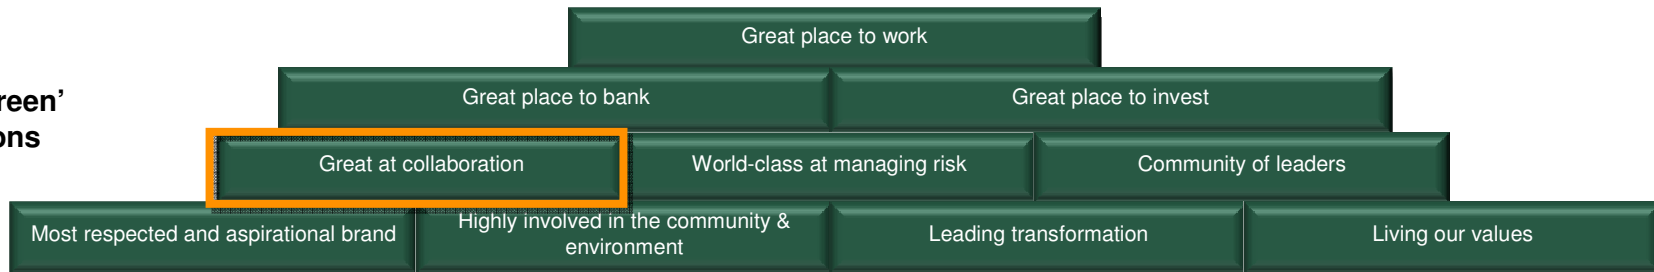 Great place to work
Great place to bank
Great place to invest
Great at collaboration
World-class at managing risk
Community of leaders
Most respected and aspirational brand
Highly involved in the community &
environment
Leading transformation
Living our values